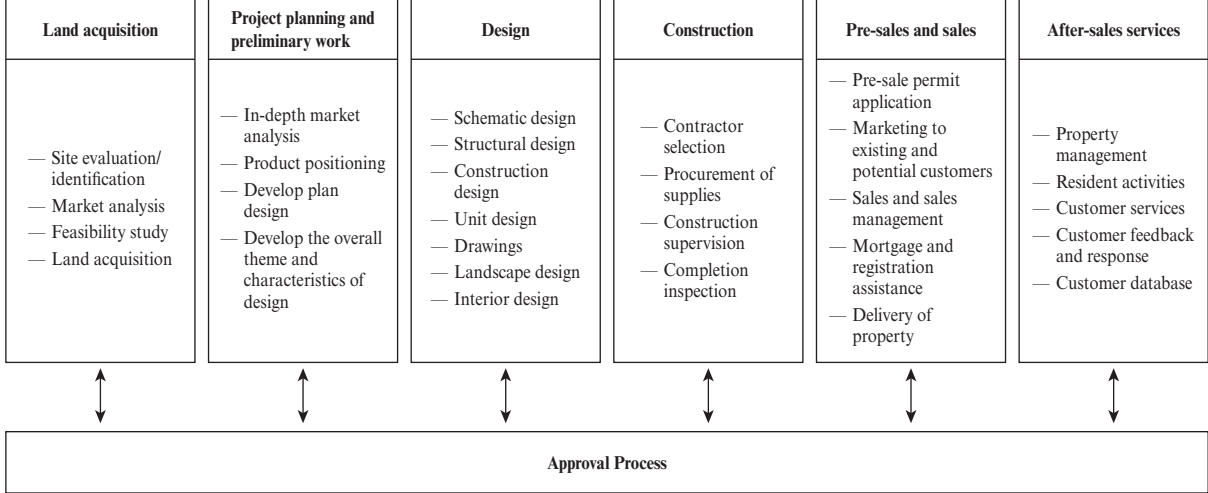 Land acquisition
— Site evaluation/
identification
— Market analysis
— Feasibility study
— Land acquisition
Project planning and
preliminary work
— In-depth market
analysis
— Product positioning
— Develop plan
design
— Develop the overall
theme and
characteristics of
design
Design
— Schematic design
— Structural design
— Construction
design
— Unit design
— Drawings
— Landscape design
— Interior design
Construction
— Contractor
selection
— Procurement of
supplies
— Construction
supervision
— Completion
inspection
Pre-sales and sales
— Pre-sale permit
application
— Marketing to
existing and
potential customers
— Sales and sales
management
— Mortgage and
registration
assistance
— Delivery of
property
After-sales services
— Property
management
— Resident activities
— Customer services
— Customer feedback
and response
— Customer database
Approval Process